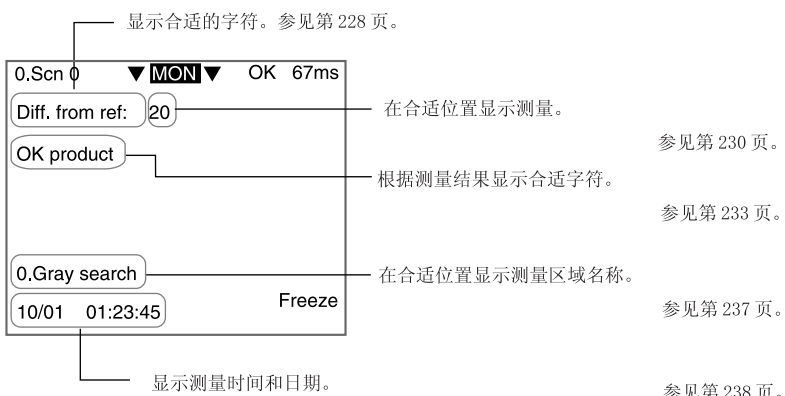 显示合适的字符。参见第 228 页。
0.Scn 0 ▼ MON ▼ OK 67ms
Diff. from ref: 20
在合适位置显示测量。
参见第 230 页。
OK product
根据测量结果显示合适字符。
参见第 233 页。
0.Gray search
在合适位置显示测量区域名称。
Freeze
参见第 237 页。
10/01 01:23:45
显示测量时间和日期。
参见第 238 页。